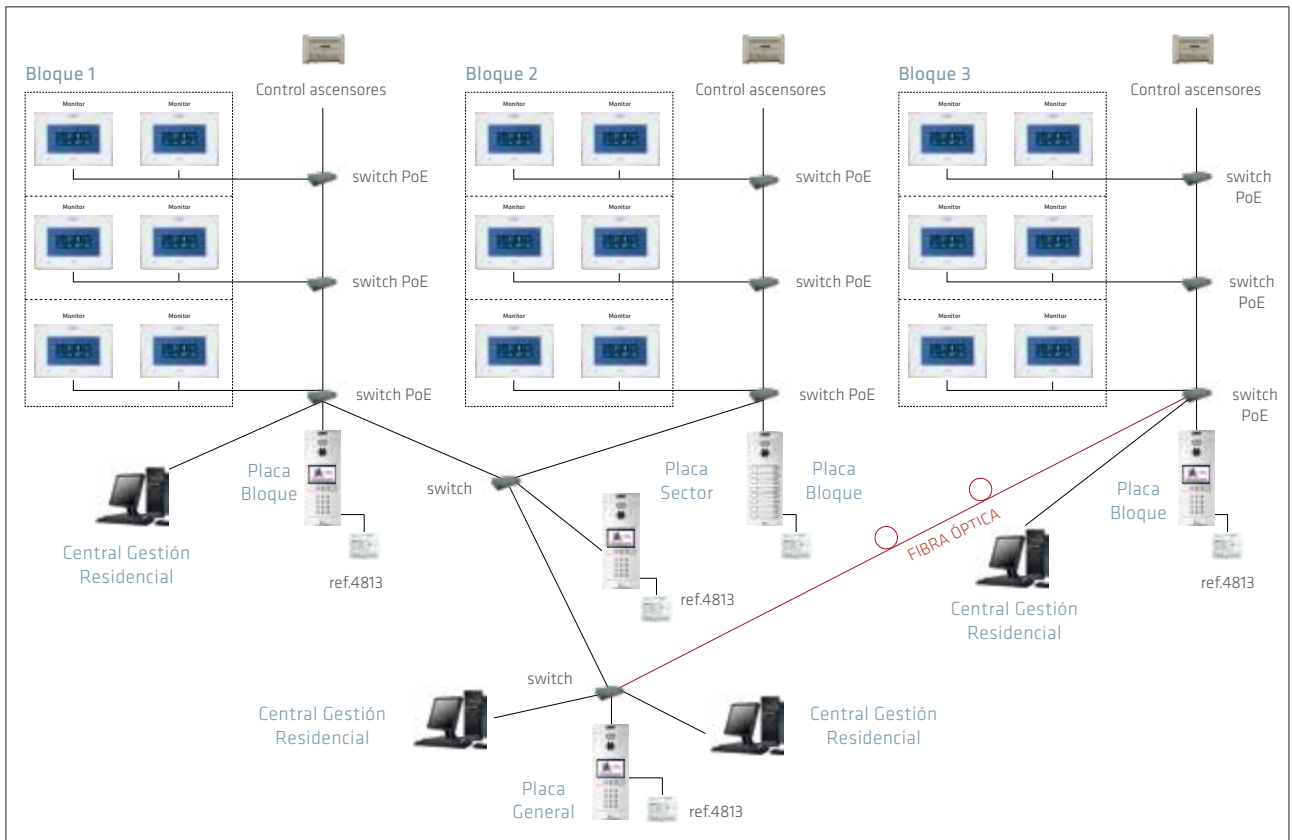 Bloque 1
Control ascensores
Monitor
Monitor
switch PoE
Monitor
Monitor
switch PoE
Monitor
Monitor
switch PoE
Bloque 2
Control ascensores
Monitor
Monitor
switch PoE
Monitor
Monitor
switch PoE
Monitor
Monitor
switch PoE
Bloque 3
Control ascensores
Monitor
Monitor
switch
PoE
Monitor
Monitor
switch
PoE
Monitor
Monitor
switch
PoE
Central Gestión
Residencial
Placa
Bloque
ref.4813
switch
Placa
Sector
ref.4813
Placa
Bloque
FIBRA ÓPTICA
Central Gestión
Residencial
Placa
Bloque
ref.4813
switch
Central Gestión
Residencial
Placa
General
ref.4813
Central Gestión
Residencial